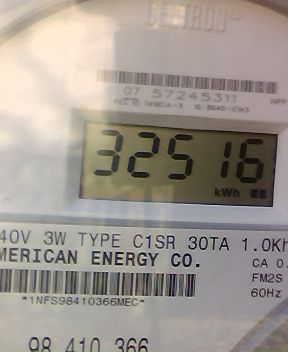 CENTRON®
07 57245311
32516
kWh
40V 3W TYPE C1SR 30TA 1.0Kh
MERICAN ENERGY CO.
CA 0.
FM2S
60Hz
*1NFS98410366MEC*
98 410 366